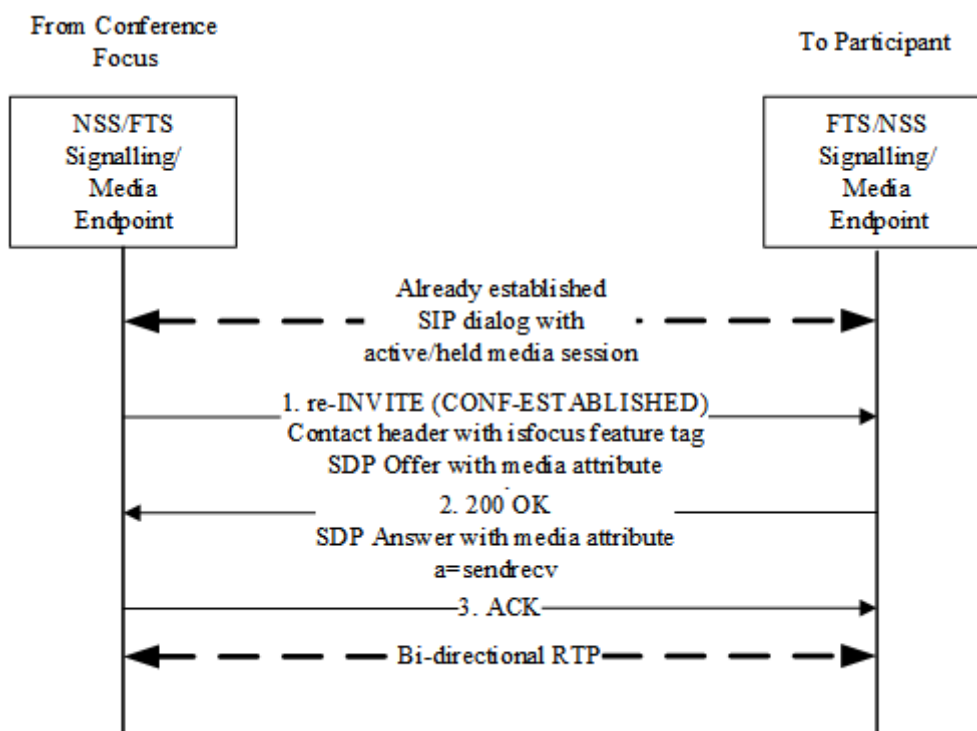 From Conference
Focus
To Participant
NSS/FTS
Signalling/
Media
Endpoint
FTS/NSS
Signalling/
Media
Endpoint
Already established
SIP dialog with
active/held media session
1. re-INVITE (CONF-ESTABLISHED)
Contact header with isfocus feature tag
SDP Offer with media attribute
2. 200 OK
SDP Answer with media attribute
a=sendrecv
3. ACK
Bi-directional RTP